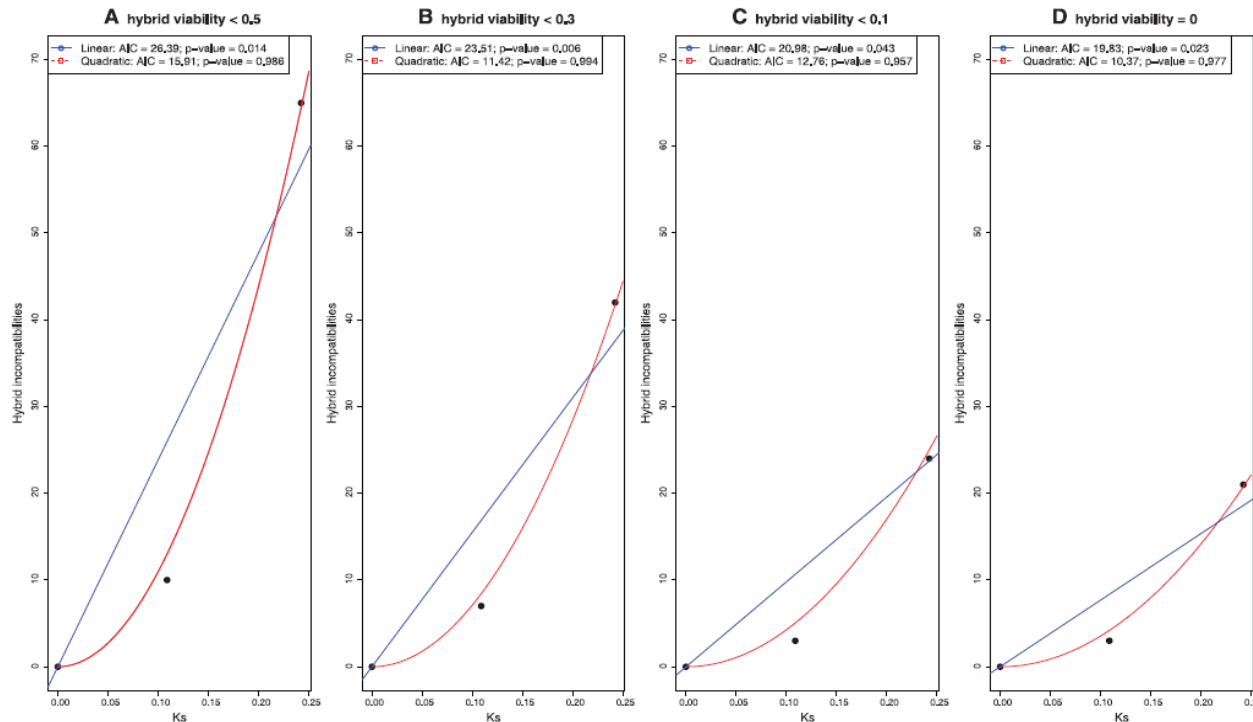 A hybrid viability < 0.5
Linear: AIC = 26.39; p-value = 0.014
Quadratic: AIC = 15.91; p-value = 0.986
Hybrid incompatibilities
70
60
50
40
30
20
10
0
0.00 0.05 0.10 0.15 0.20 0.25
Ks
B hybrid viability < 0.3
Linear: AIC = 23.51; p-value = 0.006
Quadratic: AIC = 11.42; p-value = 0.994
Hybrid incompatibilities
70
60
50
40
30
20
10
0
0.00 0.05 0.10 0.15 0.20 0.25
Ks
C hybrid viability < 0.1
Linear: AIC = 20.98; p-value = 0.043
Quadratic: AIC = 12.76; p-value = 0.957
Hybrid incompatibilities
70
60
50
40
30
20
10
0
0.00 0.05 0.10 0.15 0.20 0.25
Ks
D hybrid viability = 0
Linear: AIC = 19.83; p-value = 0.023
Quadratic: AIC = 10.37; p-value = 0.977
Hybrid incompatibilities
70
60
50
40
30
20
10
0
0.00 0.05 0.10 0.15 0.20
Ks